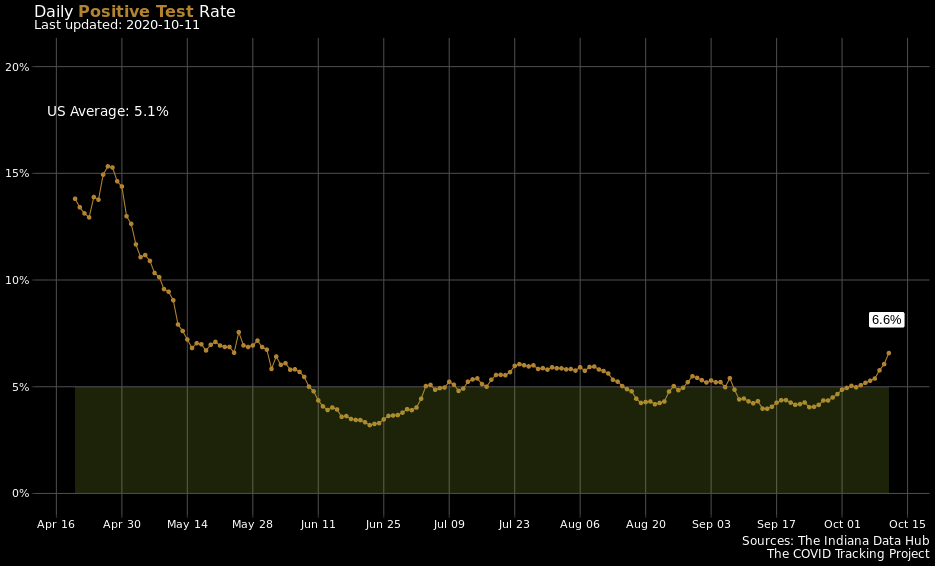 Daily Positive Test Rate
Last updated: 2020-10-11
20%
US Average: 5.1%
15%
10%
6.6%
5%
0%
Apr 16 Apr 30 May 14 May 28 Jun 11 Jun 25 Jul 09 Jul 23 Aug 06 Aug 20 Sep 03 Sep 17 Oct 01 Oct 15
Sources: The Indiana Data Hub
The COVID Tracking Project